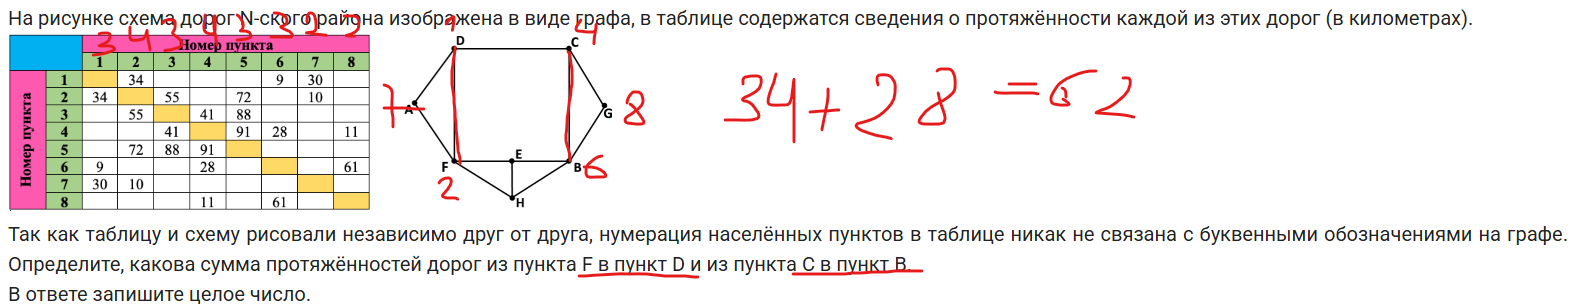 На рисунке схема дорог N-ского района изображена в виде графа, в таблице содержатся сведения о протяжённости каждой из этих дорог (в километрах).
3 4 3 4 3 3 2 2
Номер пункта
1 2 3 4 5 6 7 8
Номер пункта
1 34 9 30
2 34 55 72 10
3 55 41 88
4 41 91 28 11
5 72 88 91
6 9 28 61
7 30 10
8 11 61
1 4
D C
7 A G 8
F E B 6
2 H
34+28=62
Так как таблицу и схему рисовали независимо друг от друга, нумерация населённых пунктов в таблице никак не связана с буквенными обозначениями на графе.
Определите, какова сумма протяжённостей дорог из пункта F в пункт D и из пункта C в пункт B.
В ответе запишите целое число.